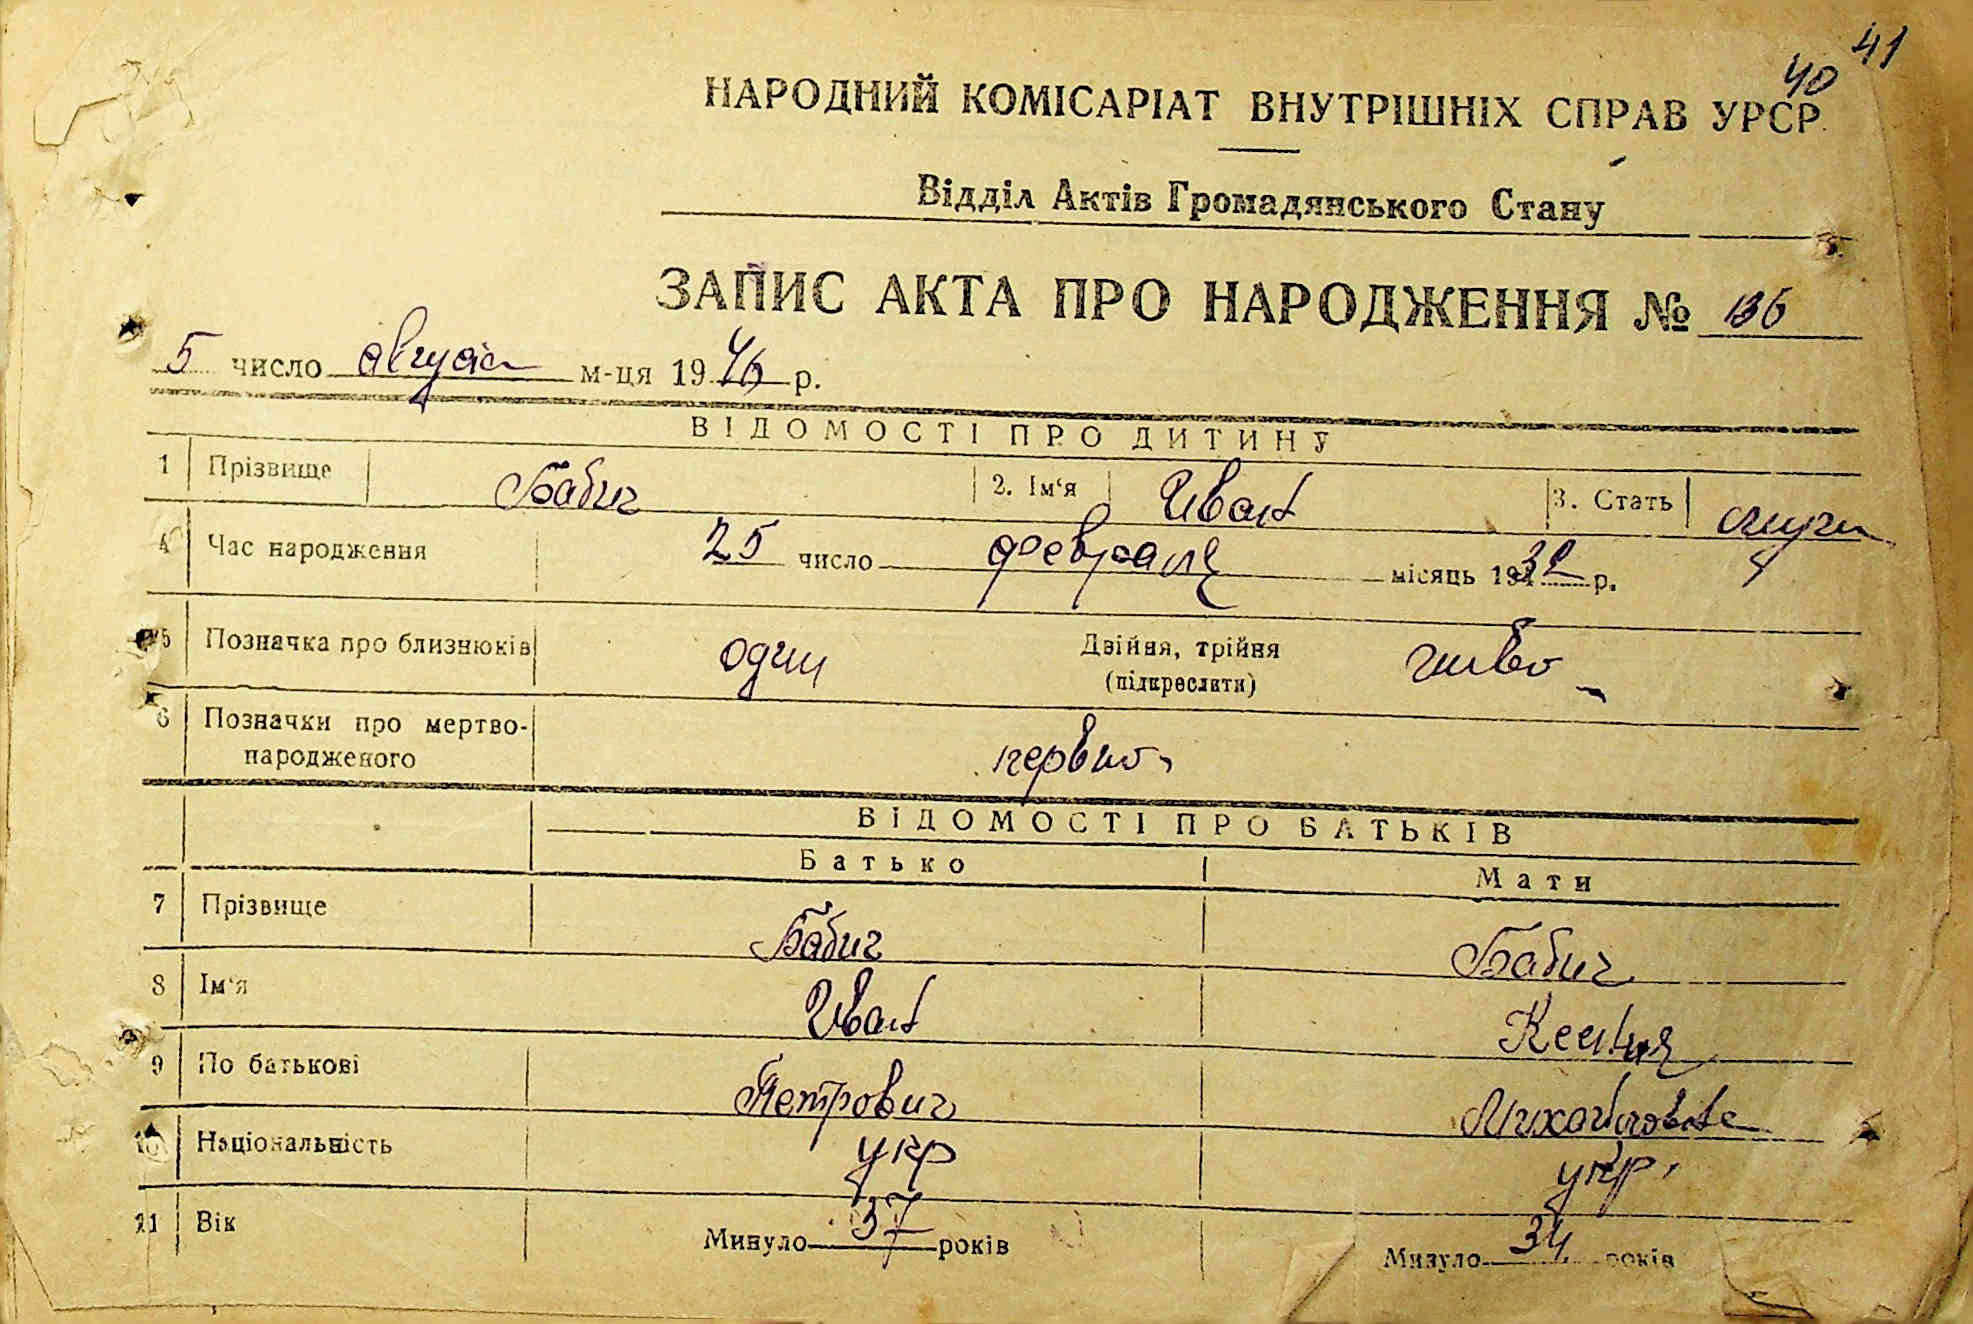 41
40
НАРОДНИЙ КОМІСАРІАТ ВНУТРІШНІХ СПРАВ УРСР
Відділ Актів Громадянського Стану
ЗАПИС АКТА ПРО НАРОДЖЕННЯ № 136
5 число августа м-ця 1946 р.
ВІДОМОСТІ ПРО ДИТИНУ
1 Прізвище Бабич 2. Ім'я Иван 3. Стать мужч
4 Час народження 25 число февраля місяць 19 р.
5 Позначка про близнюків один Двійня, трійня
(підкреслити) живо
6 Позначки про мертво-
народженого первый
ВІДОМОСТІ ПРО БАТЬКІВ
Батько Мати
7 Прізвище Бабич Бабич
8 Ім'я Иван Ксения
9 По батькові Петрович Михайловна
10 Національність укр укр.
11 Вік Минуло 37 років Минуло 34 років